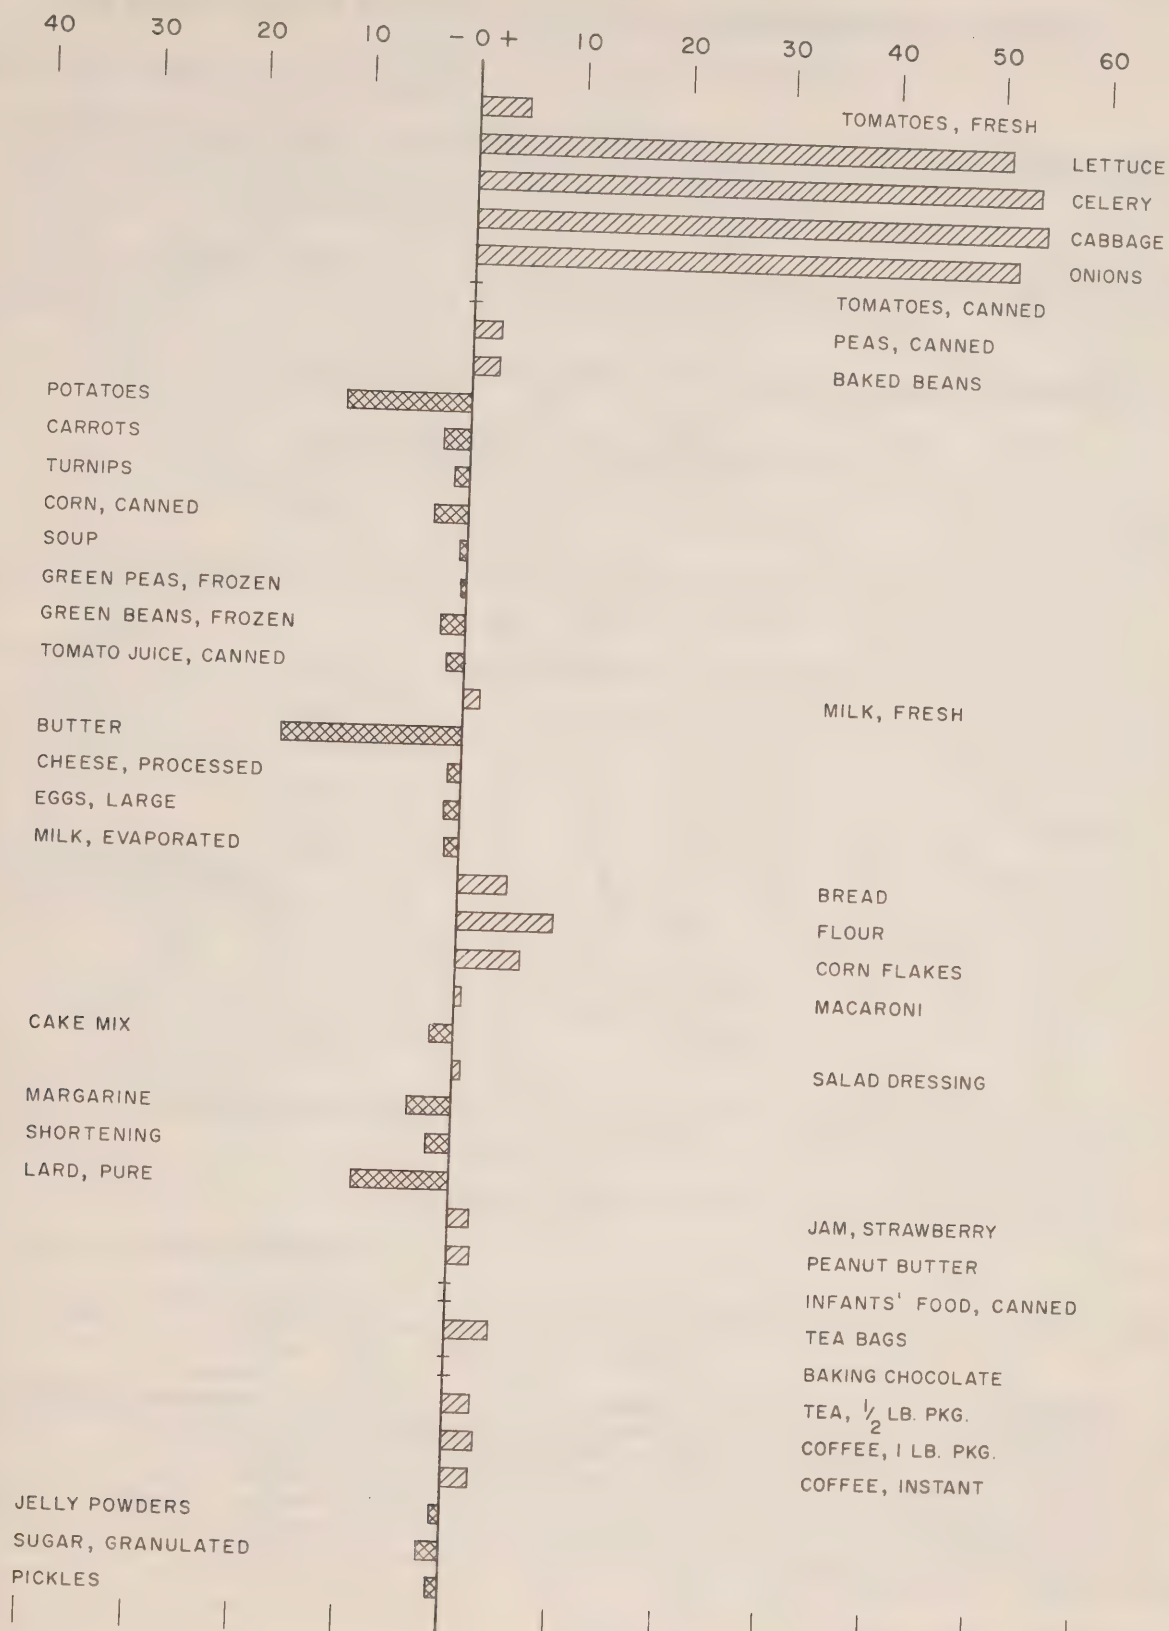 40 30 20 10 - 0 + 10 20 30 40 50 60
TOMATOES, FRESH
LETTUCE
CELERY
CABBAGE
ONIONS
TOMATOES, CANNED
PEAS, CANNED
BAKED BEANS
POTATOES
CARROTS
TURNIPS
CORN, CANNED
SOUP
GREEN PEAS, FROZEN
GREEN BEANS, FROZEN
TOMATO JUICE, CANNED
MILK, FRESH
BUTTER
CHEESE, PROCESSED
EGGS, LARGE
MILK, EVAPORATED
BREAD
FLOUR
CORN FLAKES
MACARONI
CAKE MIX
SALAD DRESSING
MARGARINE
SHORTENING
LARD, PURE
JAM, STRAWBERRY
PEANUT BUTTER
INFANTS' FOOD, CANNED
TEA BAGS
BAKING CHOCOLATE
TEA, 1/2 LB. PKG.
COFFEE, 1 LB. PKG.
COFFEE, INSTANT
JELLY POWDERS
SUGAR, GRANULATED
PICKLES